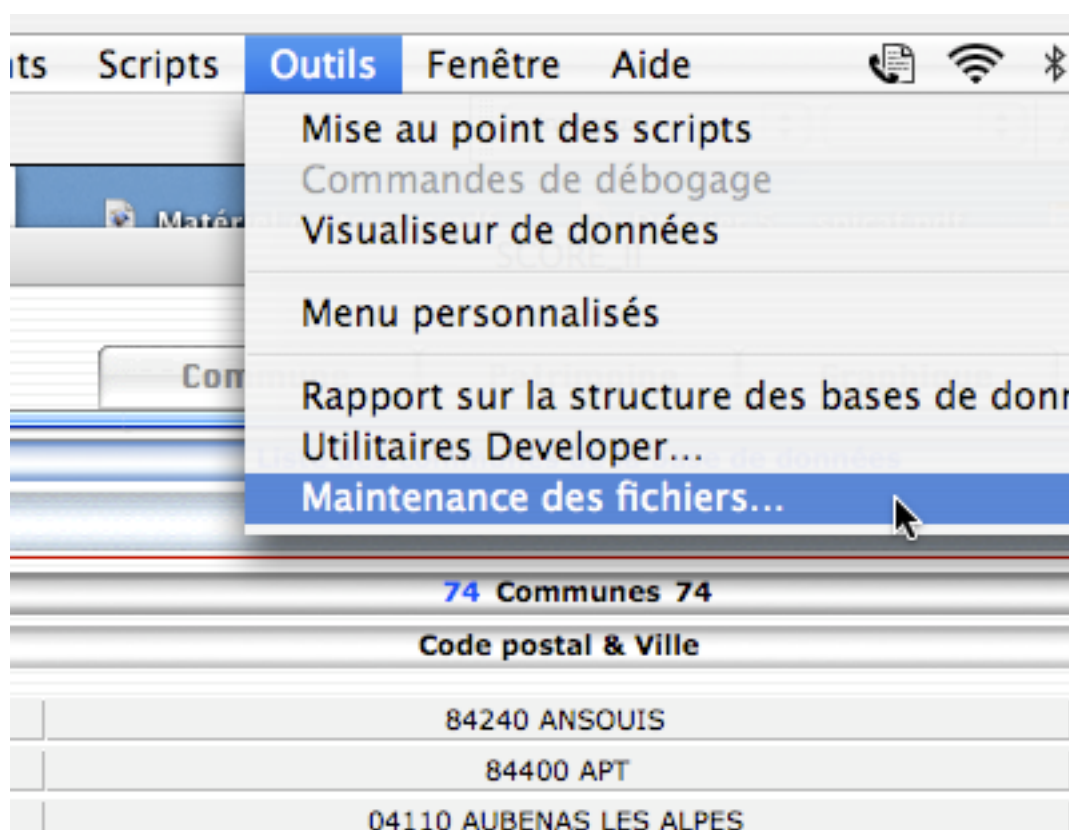 Scripts Outils Fenêtre Aide
Mise au point des scripts
Commandes de débogage
Visualiseur de données
SCORE_II
Menu personnalisés
Rapport sur la structure des bases de donn
Utilitaires Developer...
Maintenance des fichiers...
74 Communes 74
Code postal & Ville
84240 ANSOUIS
84400 APT
04110 AUBENAS LES ALPES